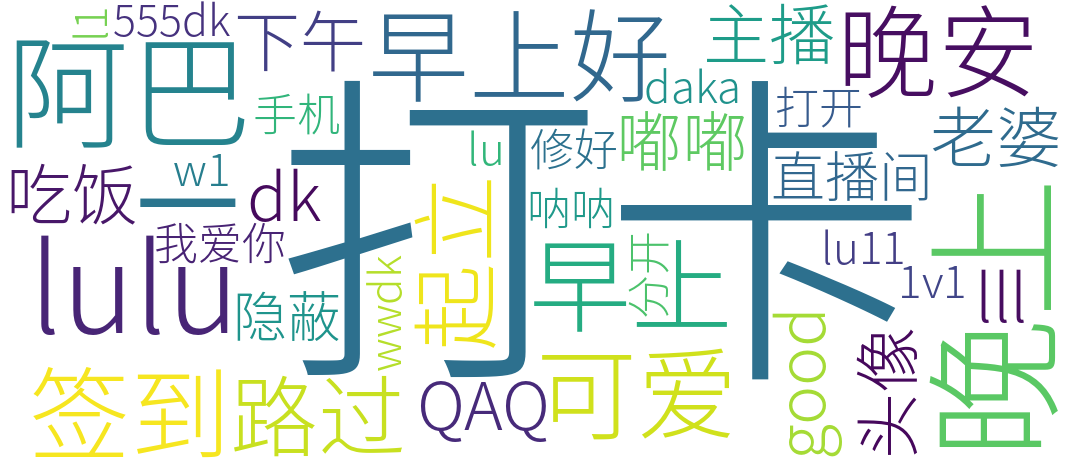 555dk
下午
早上好
主播
晚安
阿巴
手机
daka
打开
老婆
lu
修好
嘟嘟
吃饭
w1
一
dk
打卡
呐呐
直播间
我爱你
起立
早上
分开
lu11
1v1
lulu
隐蔽
wwdk
晚上
三
签到
路过
QAQ
可爱
good
头像